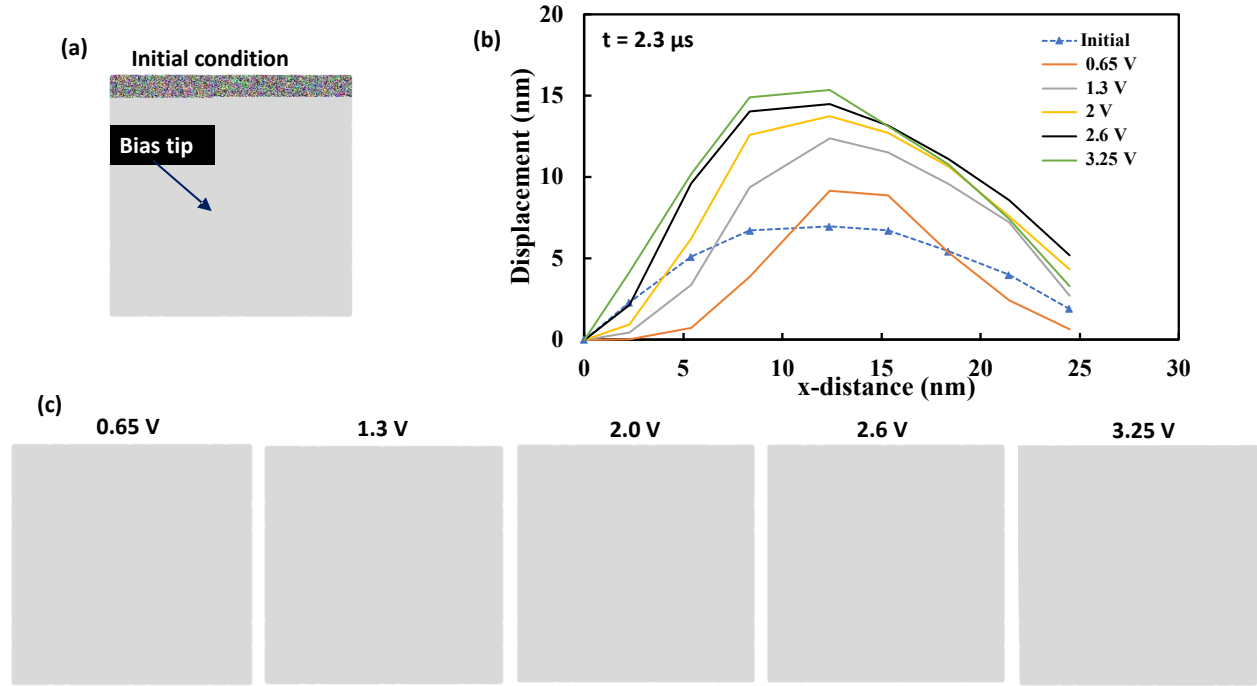 (a)
Initial condition
Bias tip
(b)
t = 2.3 µs
Initial
0.65 V
1.3 V
2 V
2.6 V
3.25 V
Displacement (nm)
20
15
10
5
0
0 5 10 15 20 25 30
x-distance (nm)
(c)
0.65 V 1.3 V 2.0 V 2.6 V 3.25 V